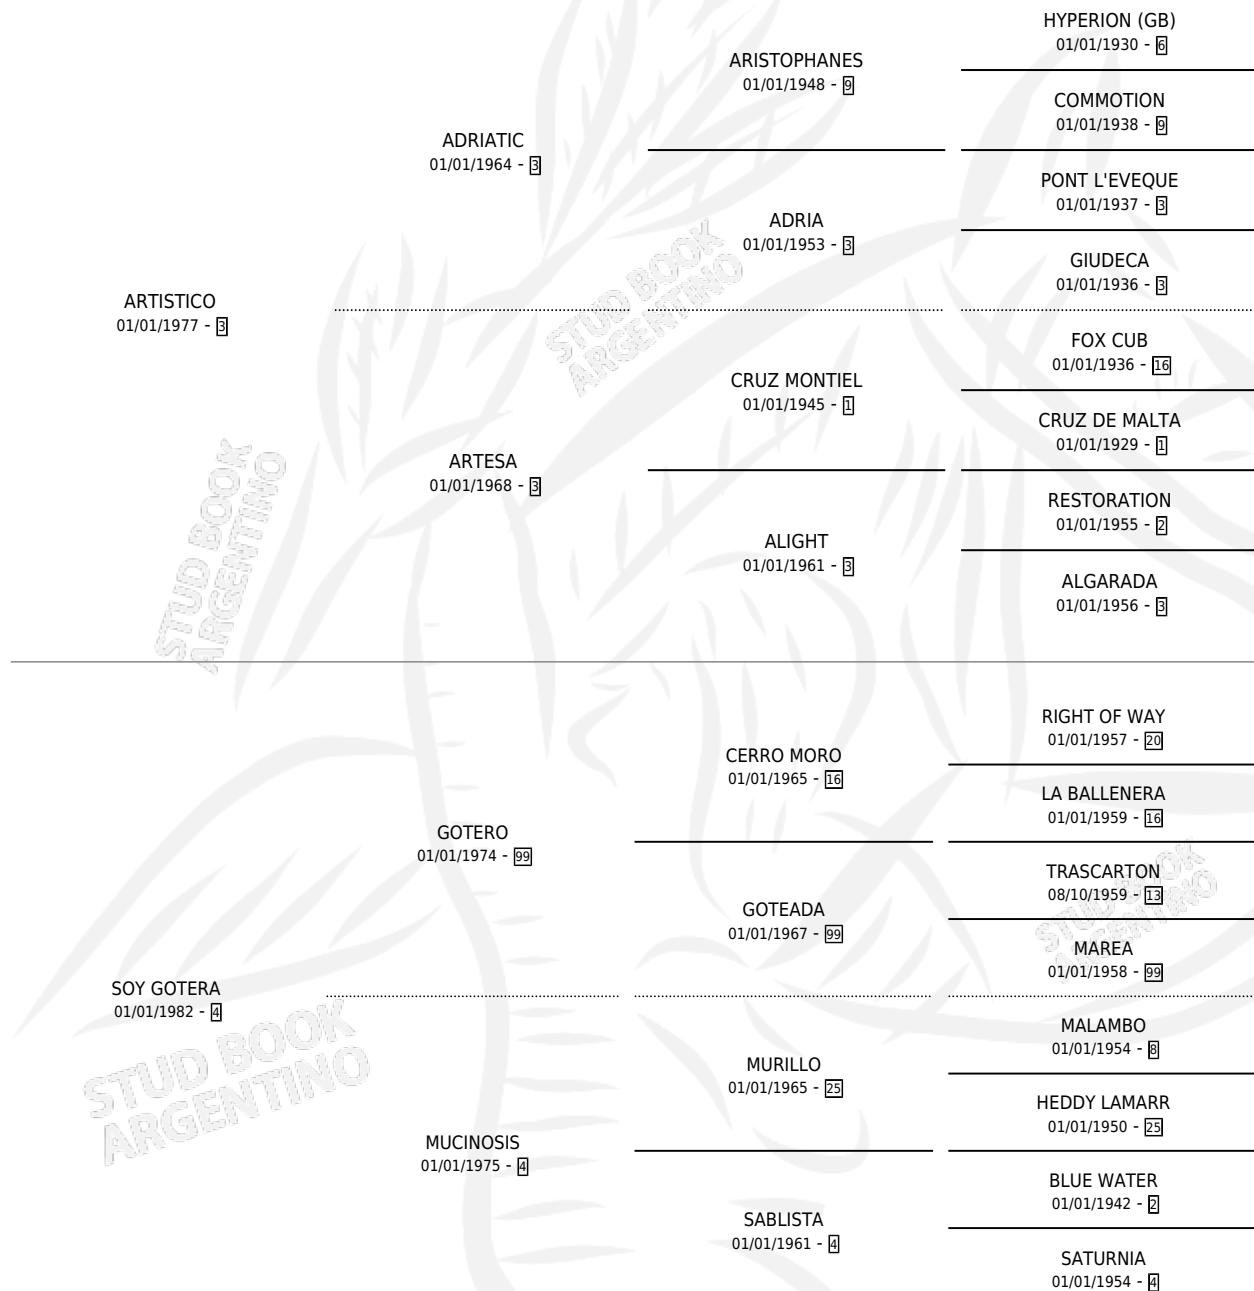 HYPERION (GB)
01/01/1930 - 6
ARISTOPHANES
01/01/1948 - 9
COMMOTION
01/01/1938 - 9
ADRIATIC
01/01/1964 - 3
PONT L'EVEQUE
01/01/1937 - 3
ADRIA
01/01/1953 - 3
GIUDECA
01/01/1936 - 3
ARTISTICO
01/01/1977 - 3
FOX CUB
01/01/1936 - 16
CRUZ MONTIEL
01/01/1945 - 1
CRUZ DE MALTA
01/01/1929 - 1
ARTESA
01/01/1968 - 3
RESTORATION
01/01/1955 - 2
ALIGHT
01/01/1961 - 3
ALGARADA
01/01/1956 - 3
STUD BOOK
ARGENTINO
STUD BOOK
ARGENTINO
RIGHT OF WAY
01/01/1957 - 20
CERRO MORO
01/01/1965 - 16
LA BALLENERA
01/01/1959 - 16
GOTERO
01/01/1974 - 99
TRASCARTON
08/10/1959 - 13
GOTEADA
01/01/1967 - 99
MAREA
01/01/1958 - 99
SOY GOTERA
01/01/1982 - 4
MALAMBO
01/01/1954 - 8
MURILLO
01/01/1965 - 25
HEDDY LAMARR
01/01/1950 - 25
MUCINOSIS
01/01/1975 - 4
BLUE WATER
01/01/1942 - 2
SABLISTA
01/01/1961 - 4
SATURNIA
01/01/1954 - 4
STUD BOOK
ARGENTINO
STUD BOOK
ARGENTINO